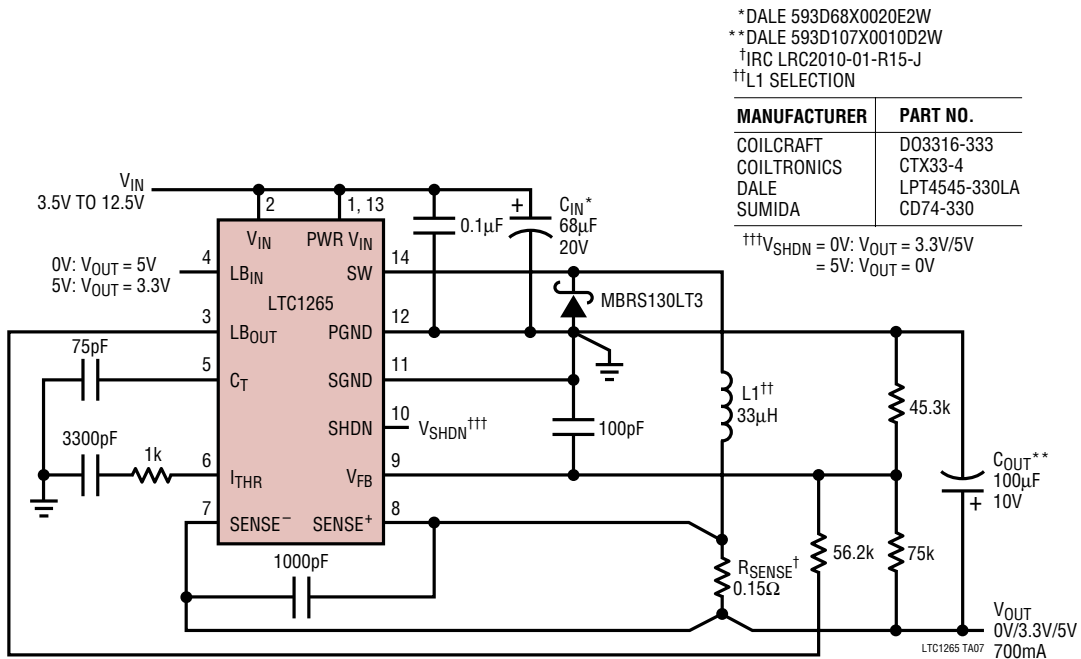 *DALE 593D68X0020E2W
**DALE 593D107X0010D2W
†IRC LRC2010-01-R15-J
††L1 SELECTION
MANUFACTURER PART NO.
COILCRAFT DO3316-333
COILTRONICS CTX33-4
DALE LPT4545-330LA
SUMIDA CD74-330
†††VSHDN = 0V: VOUT = 3.3V/5V
= 5V: VOUT = 0V
VIN
3.5V TO 12.5V
2
1, 13
VIN
PWR VIN
0.1µF
+
CIN*
68µF
20V
0V: VOUT = 5V
5V: VOUT = 3.3V
4
LBIN
SW
14
LTC1265
MBRS130LT3
3
LBOUT
PGND
12
75pF
5
CT
SGND
11
L1††
33µH
45.3k
SHDN
10
VSHDN†††
100pF
3300pF
1k
6
ITHR
VFB
9
COUT**
100µF
10V
+
7
SENSE–
SENSE+
8
1000pF
RSENSE†
0.15Ω
56.2k
75k
VOUT
0V/3.3V/5V
700mA
LTC1265 TA07